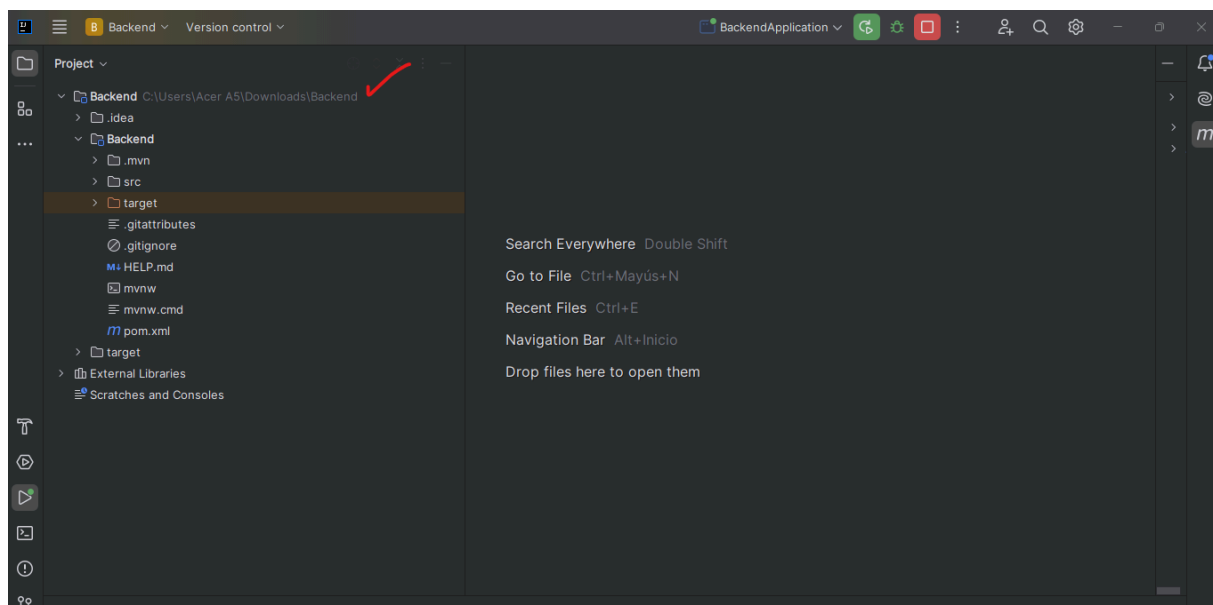 B Backend Version control BackendApplication
Project
Backend C:\Users\Acer A5\Downloads\Backend
.idea
Backend
.mvn
src
target
.gitattributes
.gitignore
M↓ HELP.md
mvnw
mvnw.cmd
m pom.xml
target
External Libraries
Scratches and Consoles
Search Everywhere Double Shift
Go to File Ctrl+Mayús+N
Recent Files Ctrl+E
Navigation Bar Alt+Inicio
Drop files here to open them
m